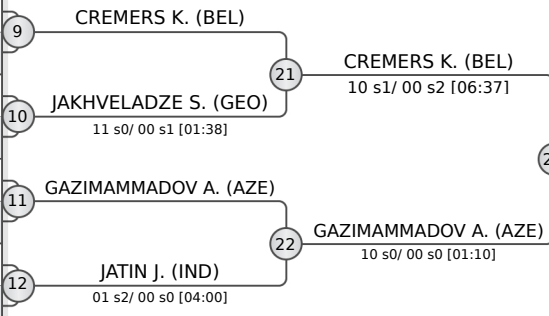 CREMERS K. (BEL)
9
21
CREMERS K. (BEL)
10 s1/ 00 s2 [06:37]
10
JAKHVELADZE S. (GEO)
11 s0/ 00 s1 [01:38]
11
GAZIMAMMADOV A. (AZE)
22
GAZIMAMMADOV A. (AZE)
10 s0/ 00 s0 [01:10]
12
JATIN J. (IND)
01 s2/ 00 s0 [04:00]